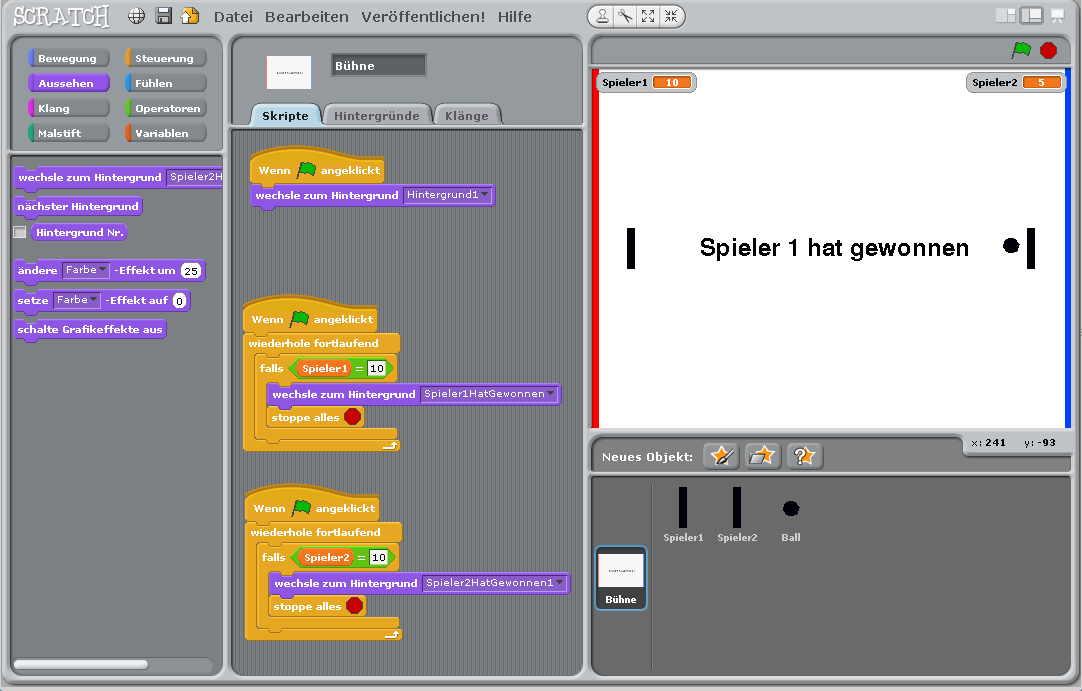 SCRATCH Datei Bearbeiten Veröffentlichen! Hilfe
Bewegung Steuerung
Aussehen Fühlen
Klang Operatoren
Malstift Variablen
wechsle zum Hintergrund Spieler2H
nächster Hintergrund
Hintergrund Nr.
ändere Farbe -Effekt um 25
setze Farbe -Effekt auf 0
schalte Grafikeffekte aus
Bühne
Skripte Hintergründe Klänge
Wenn angeklickt
wechsle zum Hintergrund Hintergrund1
Wenn angeklickt
wiederhole fortlaufend
falls Spieler1 = 10
wechsle zum Hintergrund Spieler1HatGewonnen
stoppe alles
Wenn angeklickt
wiederhole fortlaufend
falls Spieler2 = 10
wechsle zum Hintergrund Spieler2HatGewonnen1
stoppe alles
Spieler1 10 Spieler2 5
Spieler 1 hat gewonnen
x: 241 y: -93
Neues Objekt:
Spieler1 Spieler2 Ball
Bühne